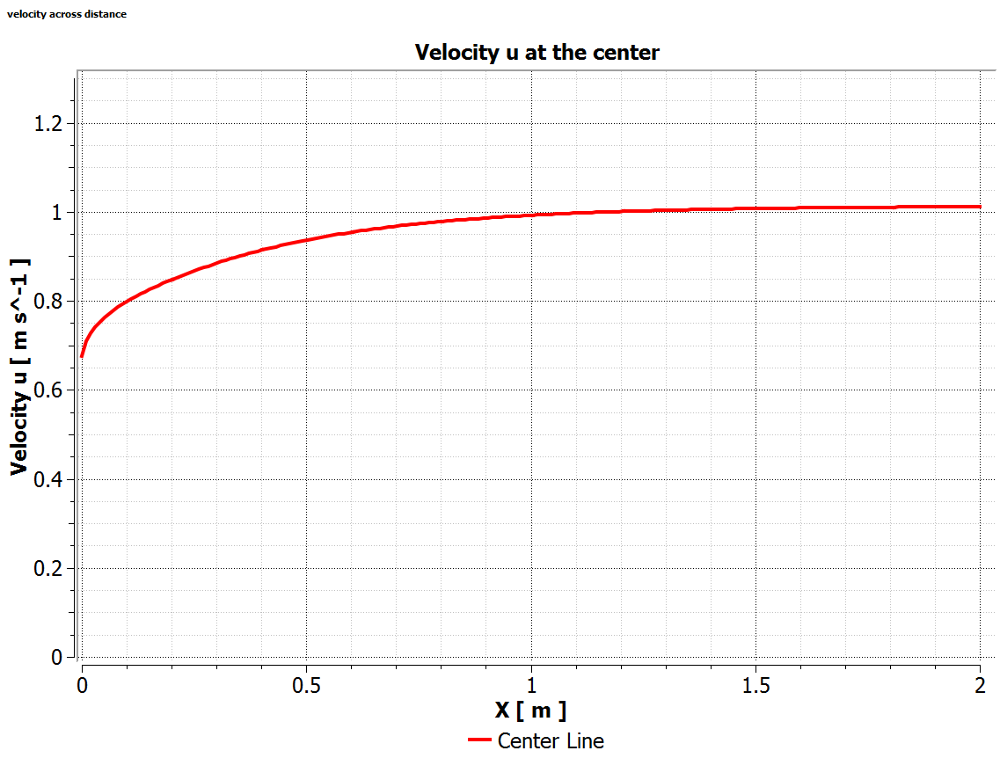 velocity across distance
Velocity u at the center
1.2
1
0.8
0.6
0.4
0.2
0
Velocity u [ m s^-1 ]
0 0.5 1 1.5 2
X [ m ]
Center Line